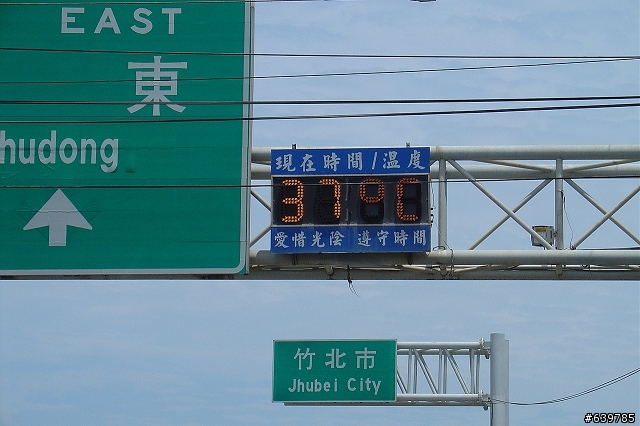 EAST
東
hudong
現在時間/溫度
37°C
愛惜光陰 遵守時間
竹北市
Jhubei City
#639785